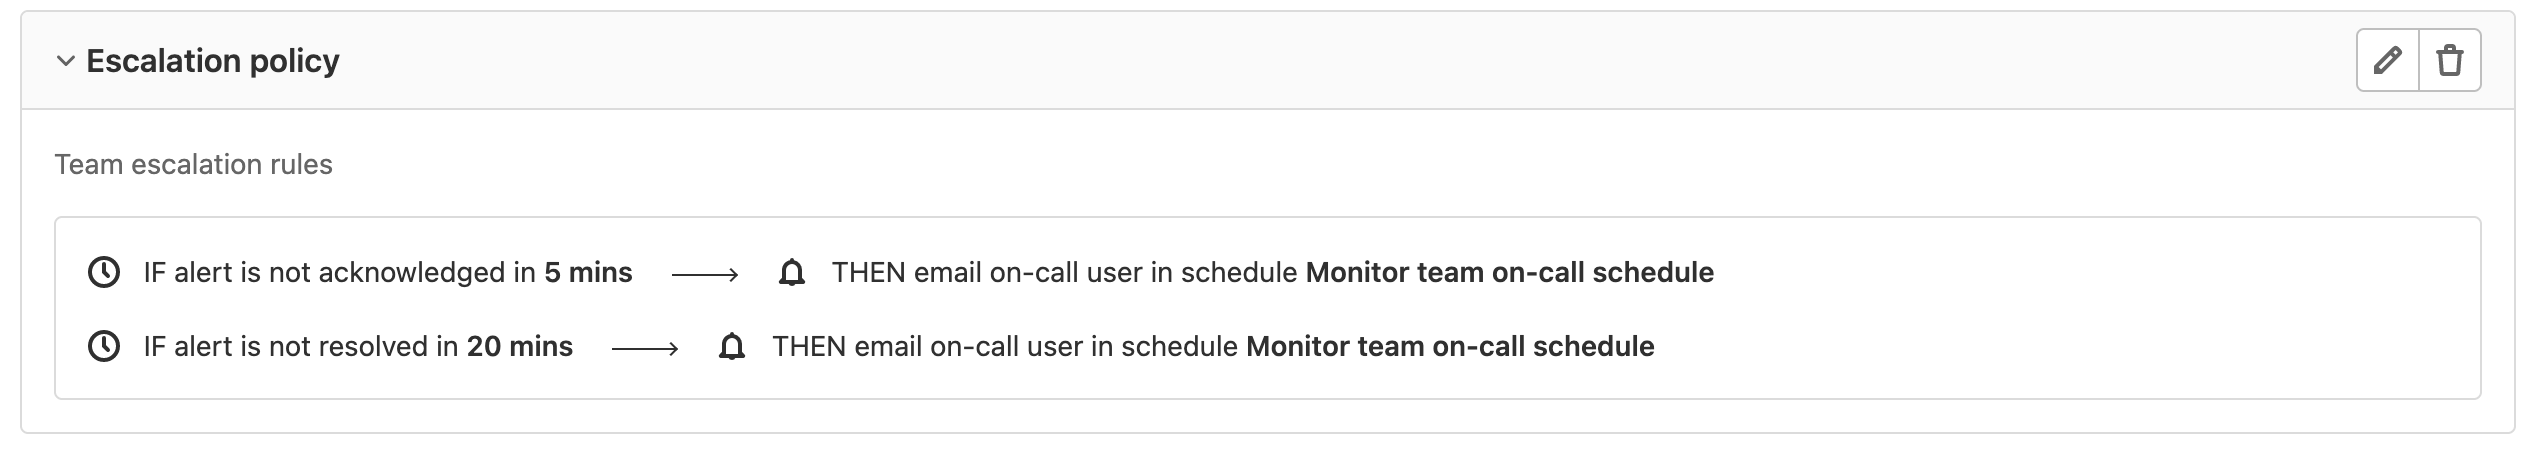 Escalation policy
Team escalation rules
IF alert is not acknowledged in 5 mins THEN email on-call user in schedule Monitor team on-call schedule
IF alert is not resolved in 20 mins THEN email on-call user in schedule Monitor team on-call schedule